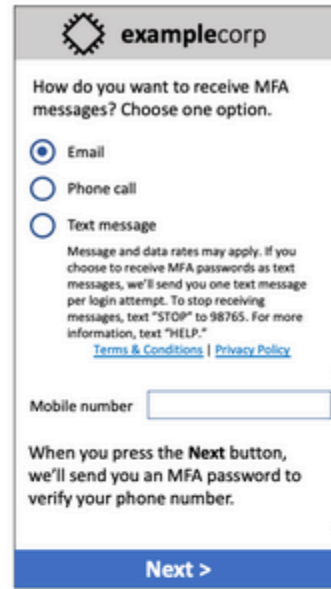 examplecorp
How do you want to receive MFA
messages? Choose one option.
Email
Phone call
Text message
Message and data rates may apply. If you
choose to receive MFA passwords as text
messages, we'll send you one text message
per login attempt. To stop receiving
messages, text "STOP" to 98765. For more
information, text "HELP."
Terms & Conditions | Privacy Policy
Mobile number
When you press the Next button,
we'll send you an MFA password to
verify your phone number.
Next >